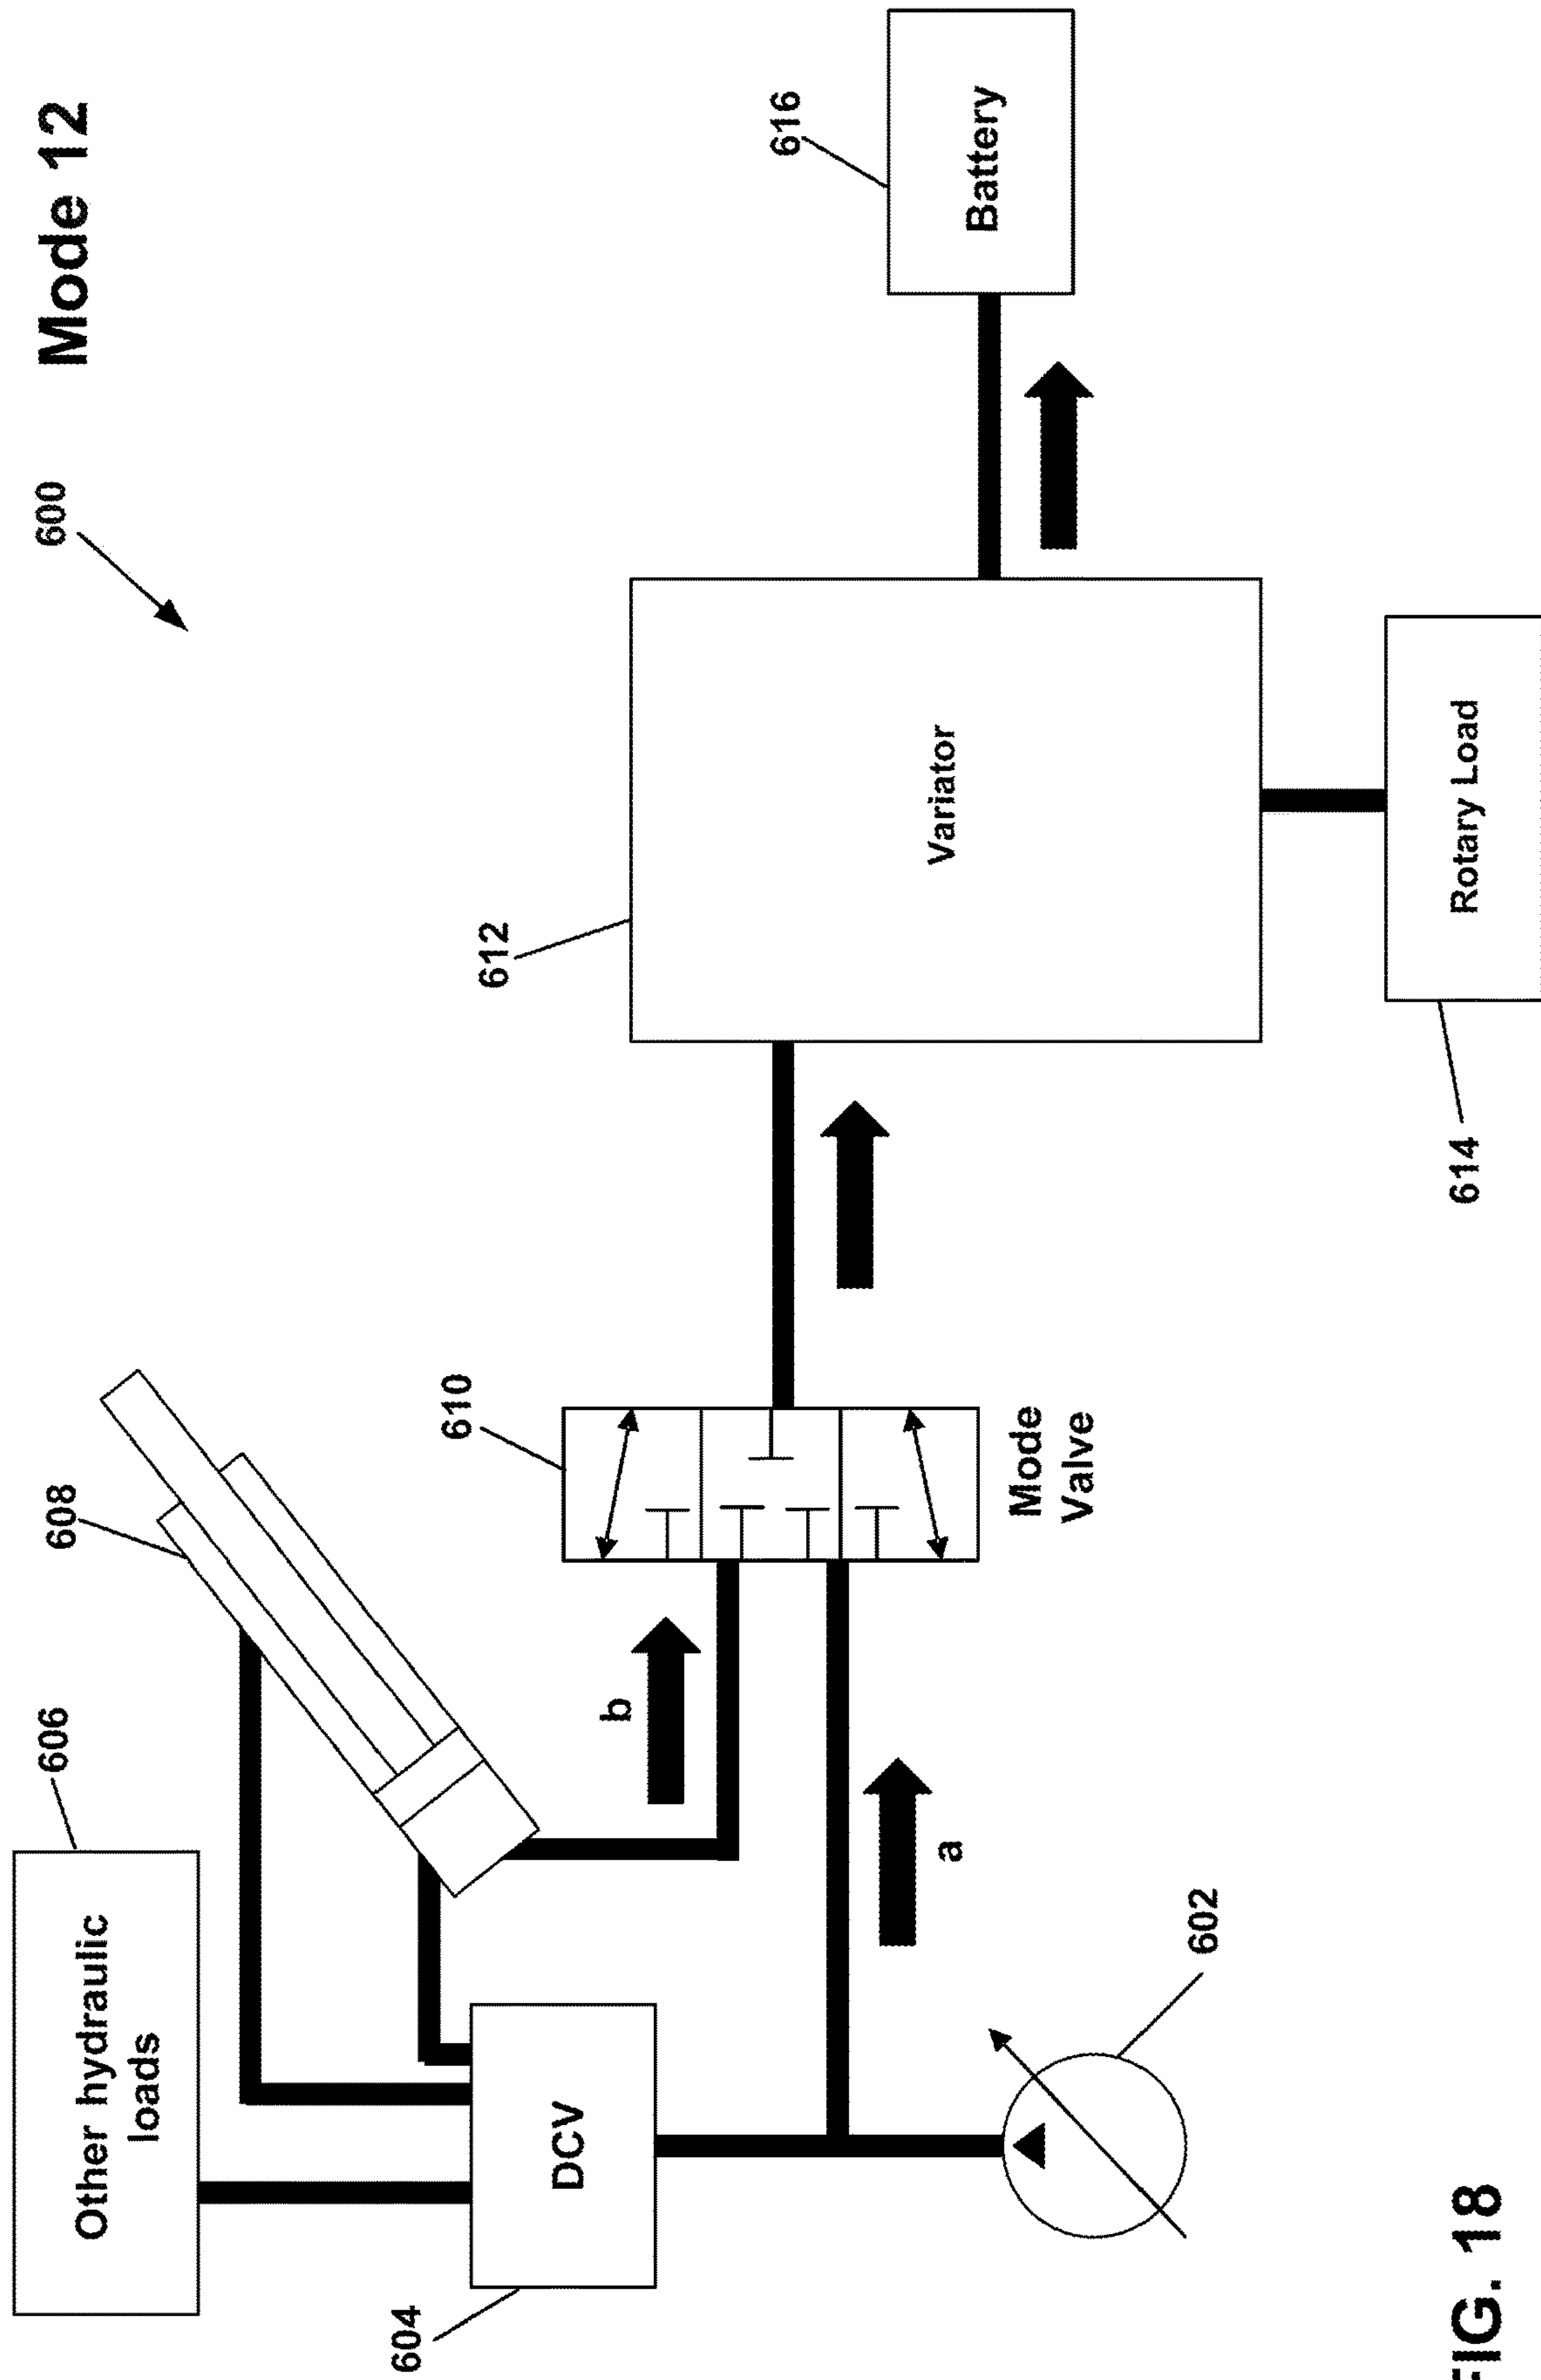 Mode 12
600
606
Other hydraulic
loads
608
604
DCV
b
a
602
610
Mode
Valve
612
Variator
616
Battery
614
Rotary Load
FIG. 18